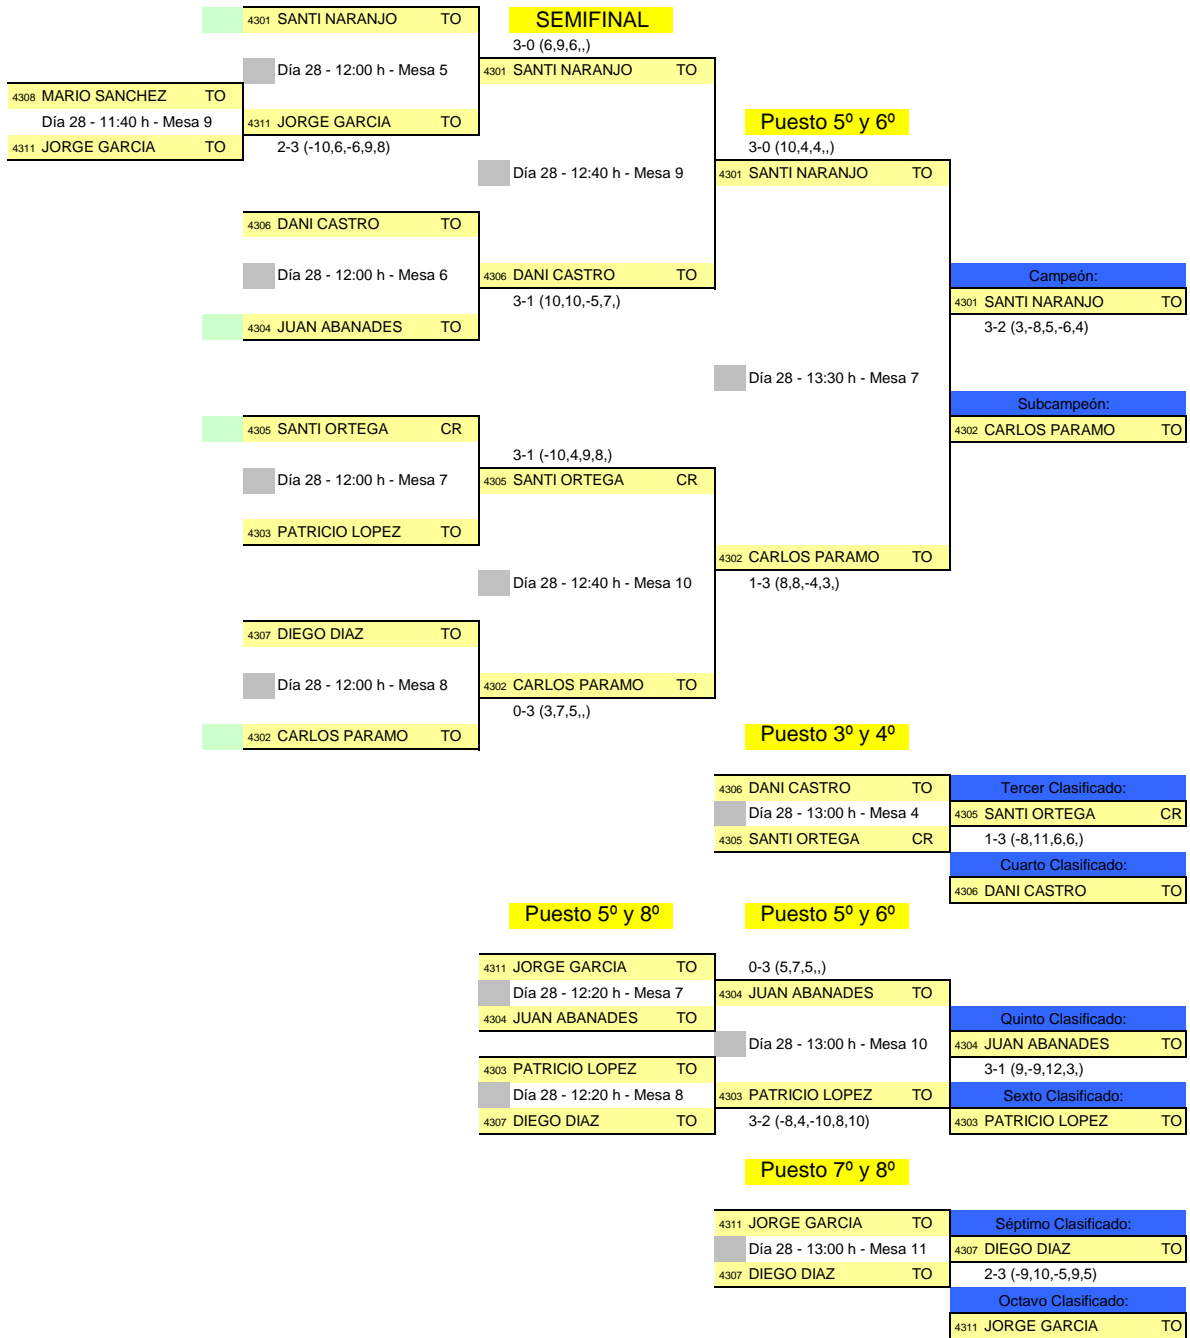 4301 SANTI NARANJO TO SEMIFINAL
3-0 (6,9,6,,)
Día 28 - 12:00 h - Mesa 5 4301 SANTI NARANJO TO
4308 MARIO SANCHEZ TO
Día 28 - 11:40 h - Mesa 9 4311 JORGE GARCIA TO Puesto 5º y 6º
4311 JORGE GARCIA TO 2-3 (-10,6,-6,9,8) 3-0 (10,4,4,,)
Día 28 - 12:40 h - Mesa 9 4301 SANTI NARANJO TO
4306 DANI CASTRO TO
Día 28 - 12:00 h - Mesa 6 4306 DANI CASTRO TO Campeón:
3-1 (10,10,-5,7,) 4301 SANTI NARANJO TO
4304 JUAN ABANADES TO 3-2 (3,-8,5,-6,4)
Día 28 - 13:30 h - Mesa 7
Subcampeón:
4305 SANTI ORTEGA CR 4302 CARLOS PARAMO TO
3-1 (-10,4,9,8,)
Día 28 - 12:00 h - Mesa 7 4305 SANTI ORTEGA CR
4303 PATRICIO LOPEZ TO
4302 CARLOS PARAMO TO
Día 28 - 12:40 h - Mesa 10 1-3 (8,8,-4,3,)
4307 DIEGO DIAZ TO
Día 28 - 12:00 h - Mesa 8 4302 CARLOS PARAMO TO
0-3 (3,7,5,,)
4302 CARLOS PARAMO TO Puesto 3º y 4º
4306 DANI CASTRO TO Tercer Clasificado:
Día 28 - 13:00 h - Mesa 4 4305 SANTI ORTEGA CR
4305 SANTI ORTEGA CR 1-3 (-8,11,6,6,)
Cuarto Clasificado:
4306 DANI CASTRO TO
Puesto 5º y 8º Puesto 5º y 6º
4311 JORGE GARCIA TO 0-3 (5,7,5,,)
Día 28 - 12:20 h - Mesa 7 4304 JUAN ABANADES TO
4304 JUAN ABANADES TO Quinto Clasificado:
Día 28 - 13:00 h - Mesa 10 4304 JUAN ABANADES TO
4303 PATRICIO LOPEZ TO 3-1 (9,-9,12,3,)
Día 28 - 12:20 h - Mesa 8 4303 PATRICIO LOPEZ TO Sexto Clasificado:
4307 DIEGO DIAZ TO 3-2 (-8,4,-10,8,10) 4303 PATRICIO LOPEZ TO
Puesto 7º y 8º
4311 JORGE GARCIA TO Séptimo Clasificado:
Día 28 - 13:00 h - Mesa 11 4307 DIEGO DIAZ TO
4307 DIEGO DIAZ TO 2-3 (-9,10,-5,9,5)
Octavo Clasificado:
4311 JORGE GARCIA TO